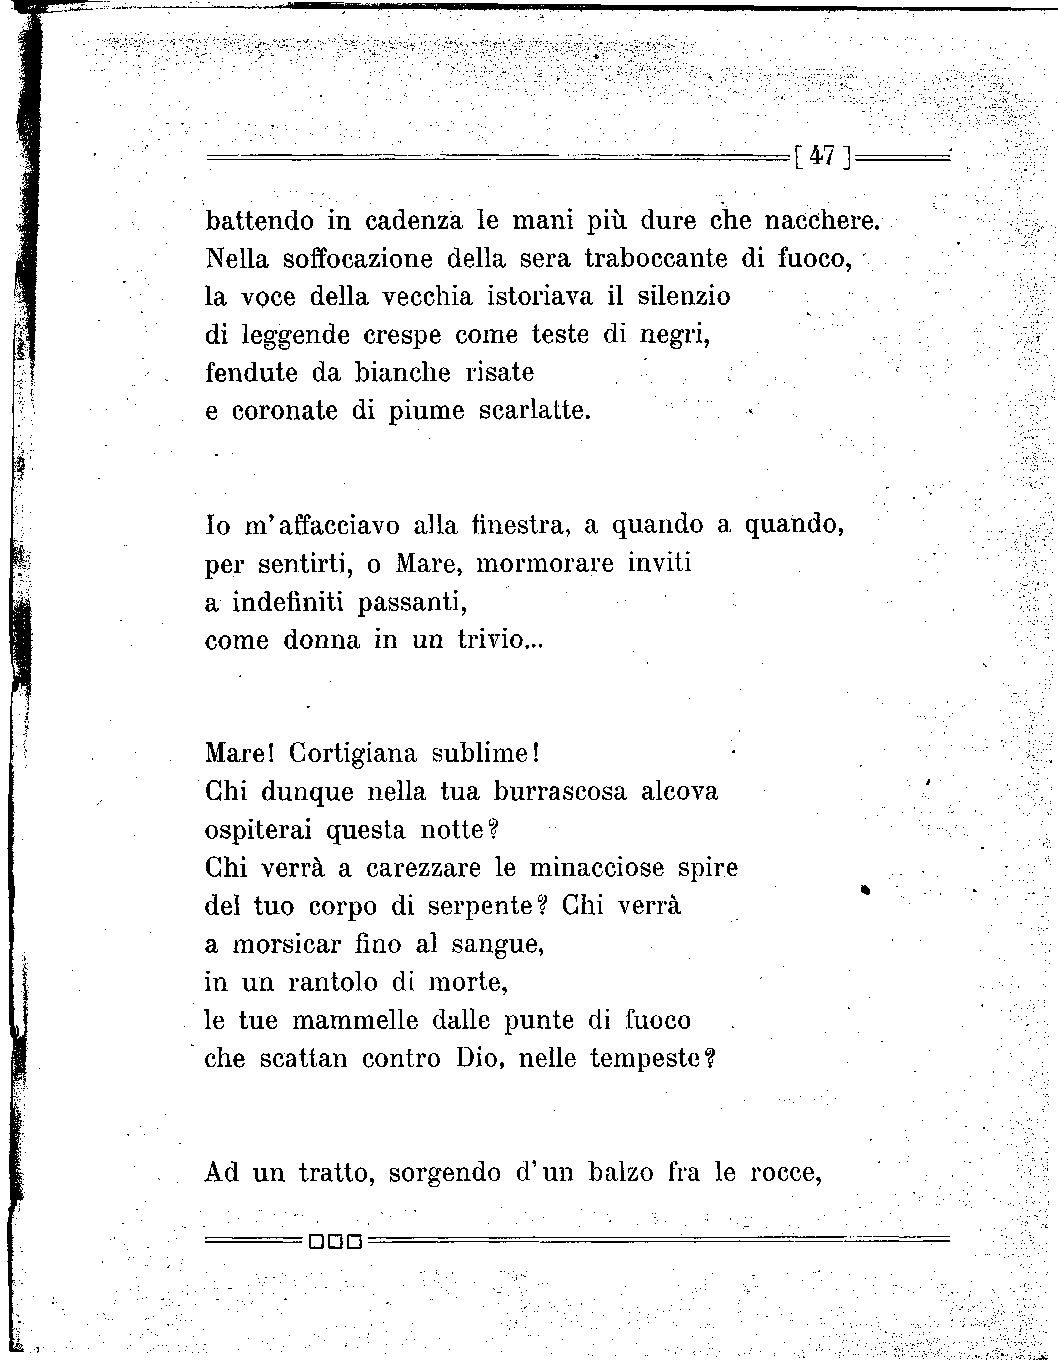 [ 47 ]
battendo in cadenza le mani più dure che nacchere.
Nella soffocazione della sera traboccante di fuoco,
la voce della vecchia istoriava il silenzio
di leggende crespe come teste di negri,
fendute da bianche risate
e coronate di piume scarlatte.
Io m'affacciavo alla finestra, a quando a quando,
per sentirti, o Mare, mormorare inviti
a indefiniti passanti,
come donna in un trivio...
Mare! Cortigiana sublime!
Chi dunque nella tua burrascosa alcova
ospiterai questa notte?
Chi verrà a carezzare le minacciose spire
del tuo corpo di serpente? Chi verrà
a morsicar fino al sangue,
in un rantolo di morte,
le tue mammelle dalle punte di fuoco
che scattan contro Dio, nelle tempeste?
Ad un tratto, sorgendo d'un balzo fra le rocce,